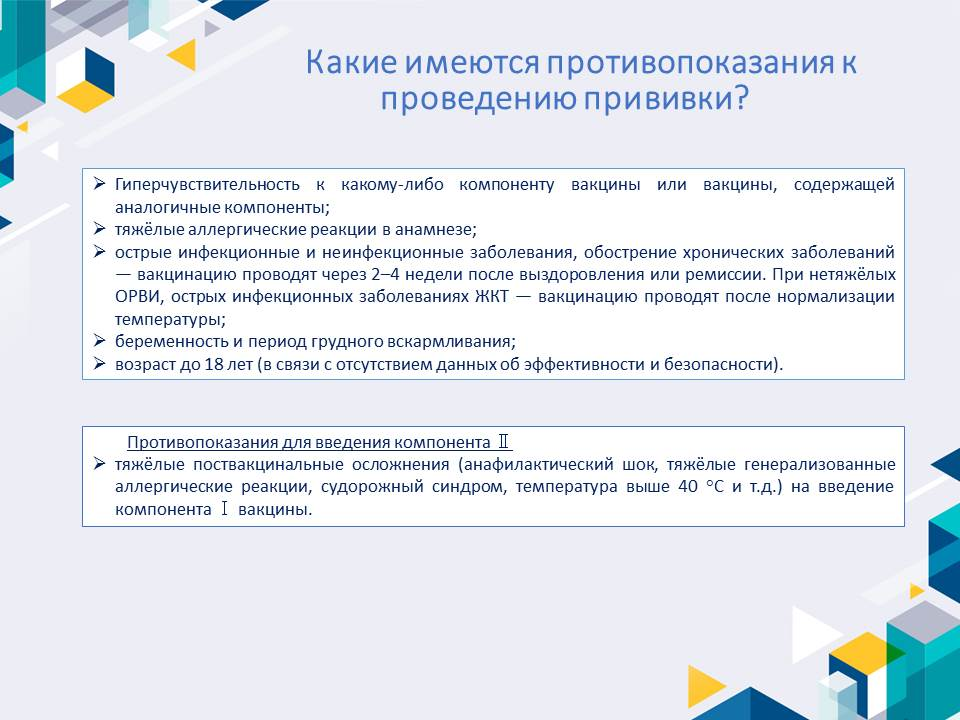 Какие имеются противопоказания к
проведению прививки?
➢ Гиперчувствительность к какому-либо компоненту вакцины или вакцины, содержащей
аналогичные компоненты;
➢ тяжёлые аллергические реакции в анамнезе;
➢ острые инфекционные и неинфекционные заболевания, обострение хронических заболеваний
— вакцинацию проводят через 2–4 недели после выздоровления или ремиссии. При нетяжёлых
ОРВИ, острых инфекционных заболеваниях ЖКТ — вакцинацию проводят после нормализации
температуры;
➢ беременность и период грудного вскармливания;
➢ возраст до 18 лет (в связи с отсутствием данных об эффективности и безопасности).
Противопоказания для введения компонента Ⅱ
➢ тяжёлые поствакцинальные осложнения (анафилактический шок, тяжёлые генерализованные
аллергические реакции, судорожный синдром, температура выше 40 °C и т.д.) на введение
компонента Ⅰ вакцины.